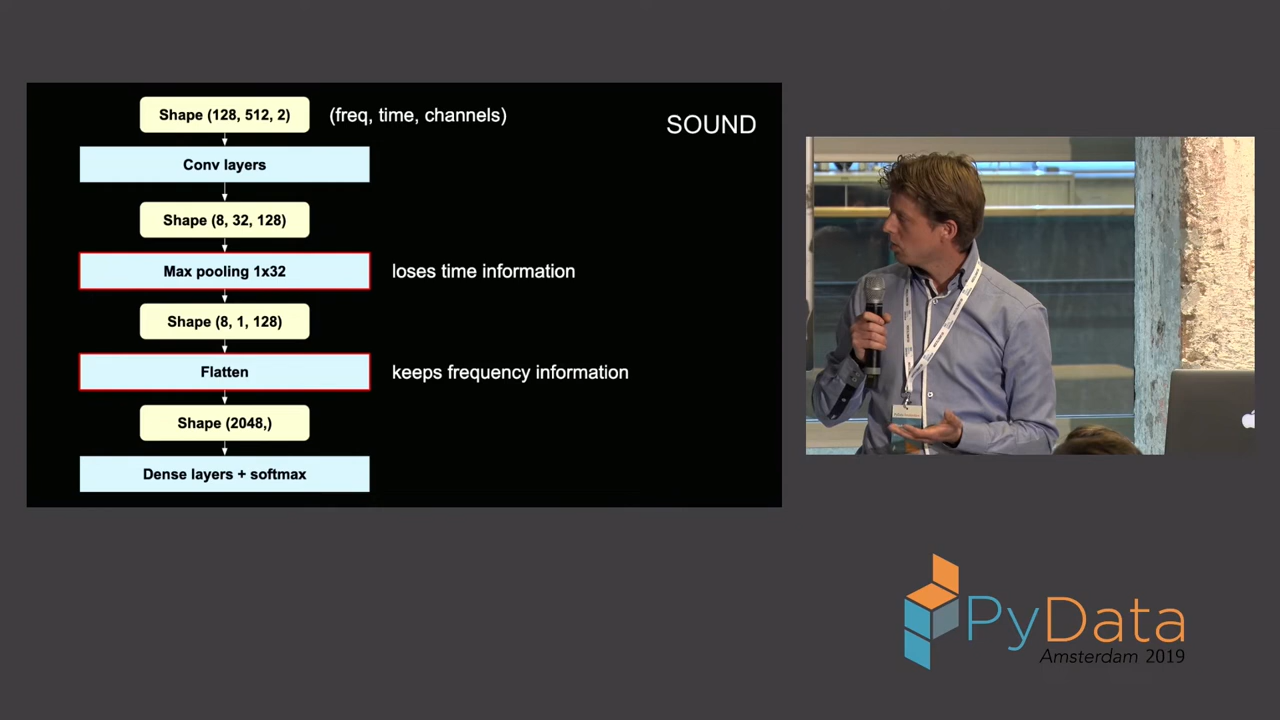 Shape (128, 512, 2)
(freq, time, channels)
SOUND
Conv layers
Shape (8, 32, 128)
Max pooling 1x32
loses time information
Shape (8, 1, 128)
Flatten
keeps frequency information
Shape (2048,)
Dense layers + softmax
PyData
Amsterdam 2019